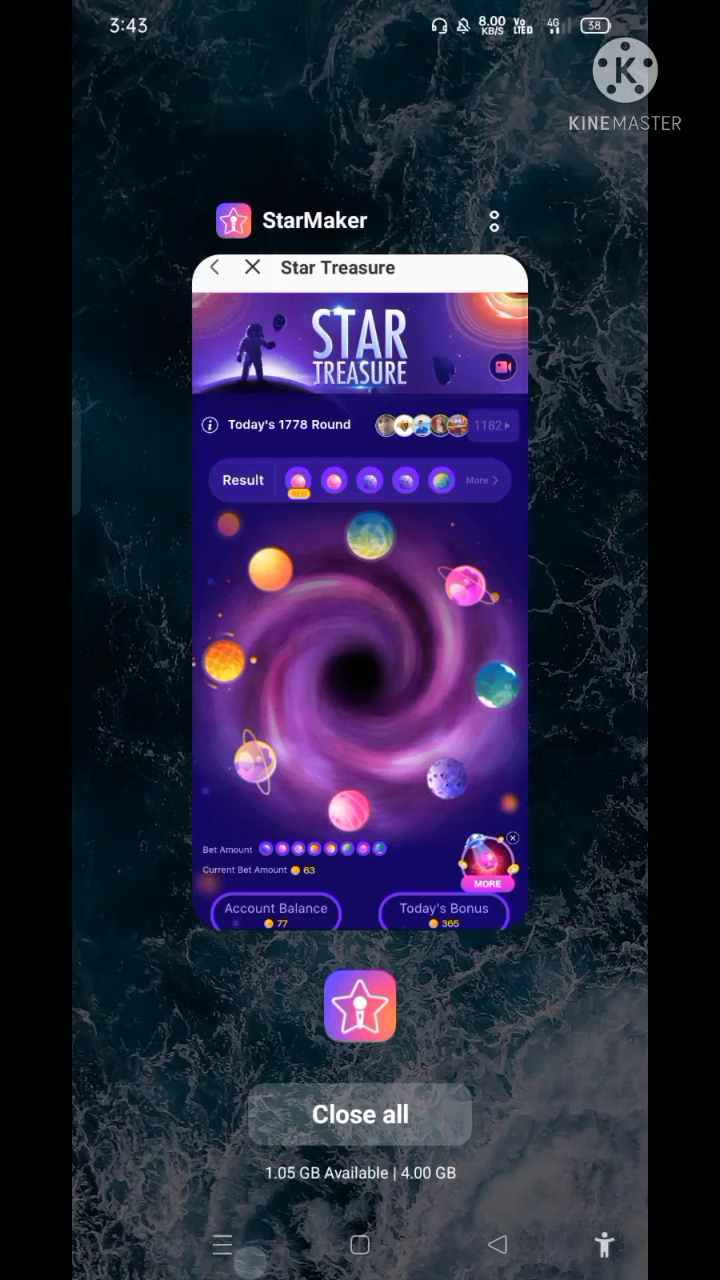 3:43
8.00 KB/S
Vo LTE
4G
38
K
KINEMASTER
StarMaker
Star Treasure
STAR
TREASURE
Today's 1778 Round
1182
Result
NEW
More
Bet Amount
Current Bet Amount 63
MORE
Account Balance
77
Today's Bonus
365
Close all
1.05 GB Available | 4.00 GB